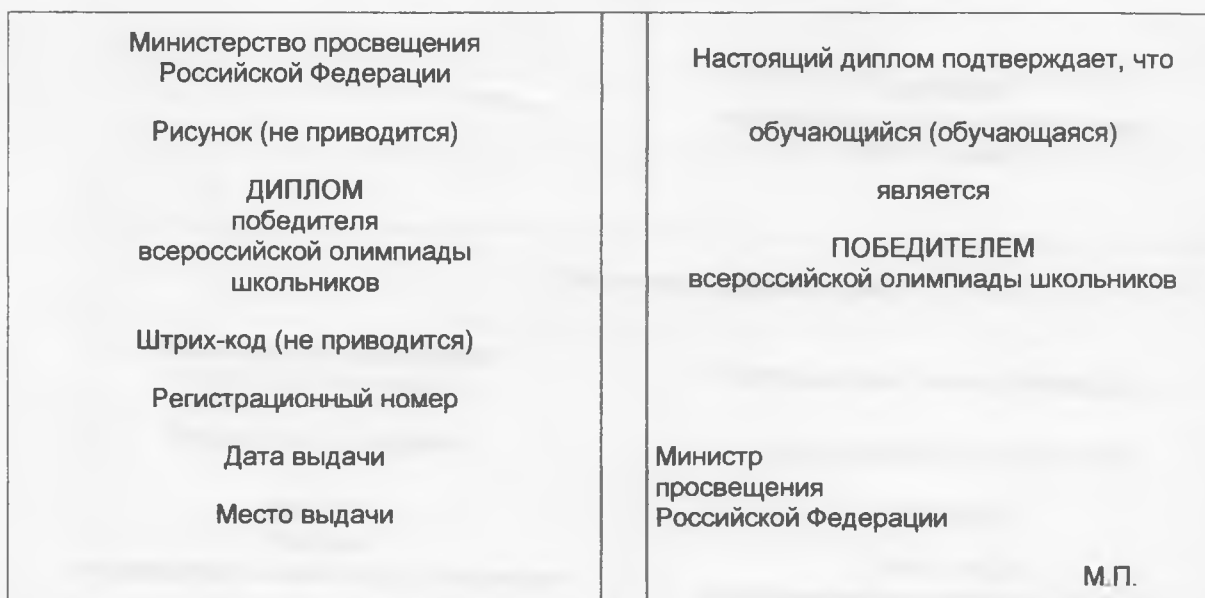 Министерство просвещения
Российской Федерации
Рисунок (не приводится)
ДИПЛОМ
победителя
всероссийской олимпиады
школьников
Штрих-код (не приводится)
Регистрационный номер
Дата выдачи
Место выдачи
Настоящий диплом подтверждает, что
обучающийся (обучающаяся)
является
ПОБЕДИТЕЛЕМ
всероссийской олимпиады школьников
Министр
просвещения
Российской Федерации
М.П.